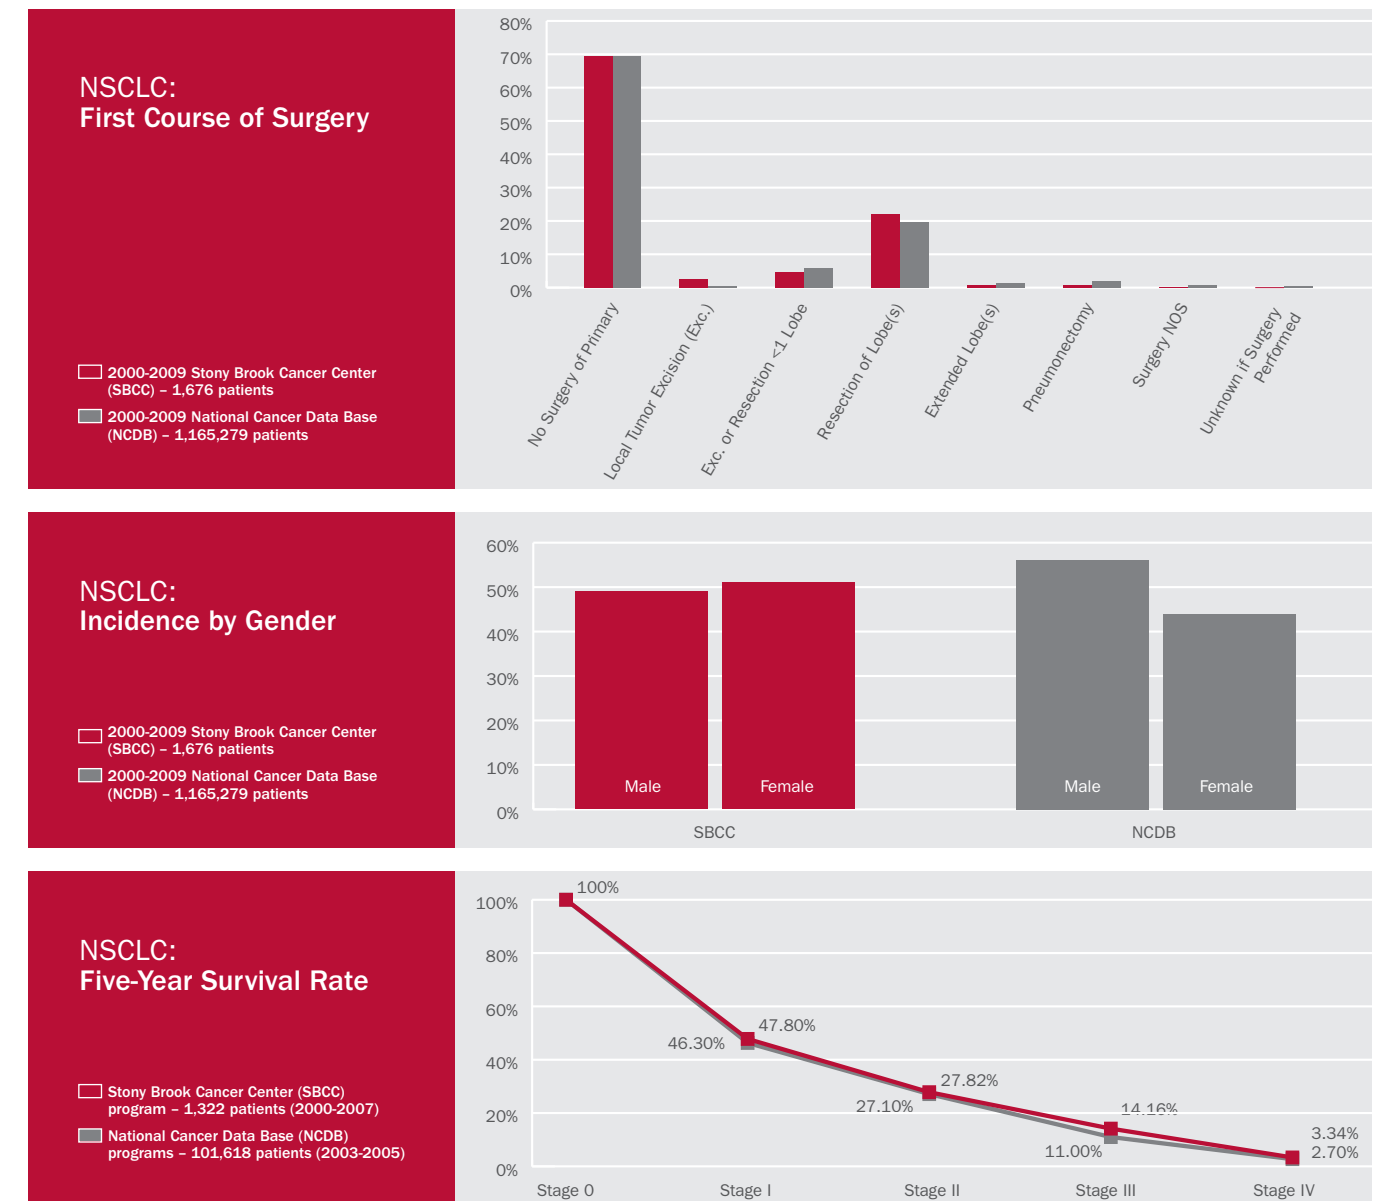 NSCLC:
First Course of Surgery
2000-2009 Stony Brook Cancer Center
(SBCC) – 1,676 patients
2000-2009 National Cancer Data Base
(NCDB) – 1,165,279 patients
80%
70%
60%
50%
40%
30%
20%
10%
0%
No Surgery of Primary
Local Tumor Excision (Exc.)
Exc. or Resection <1 Lobe
Resection of Lobe(s)
Extended Lobe(s)
Pneumonectomy
Surgery NOS
Unknown if Surgery
Performed
NSCLC:
Incidence by Gender
2000-2009 Stony Brook Cancer Center
(SBCC) – 1,676 patients
2000-2009 National Cancer Data Base
(NCDB) – 1,165,279 patients
60%
50%
40%
30%
20%
10%
0%
Male
Female
Male
Female
SBCC
NCDB
NSCLC:
Five-Year Survival Rate
Stony Brook Cancer Center (SBCC)
program – 1,322 patients (2000-2007)
National Cancer Data Base (NCDB)
programs – 101,618 patients (2003-2005)
100%
80%
60%
40%
20%
0%
100%
47.80%
46.30%
27.82%
27.10%
14.16%
11.00%
3.34%
2.70%
Stage 0
Stage I
Stage II
Stage III
Stage IV